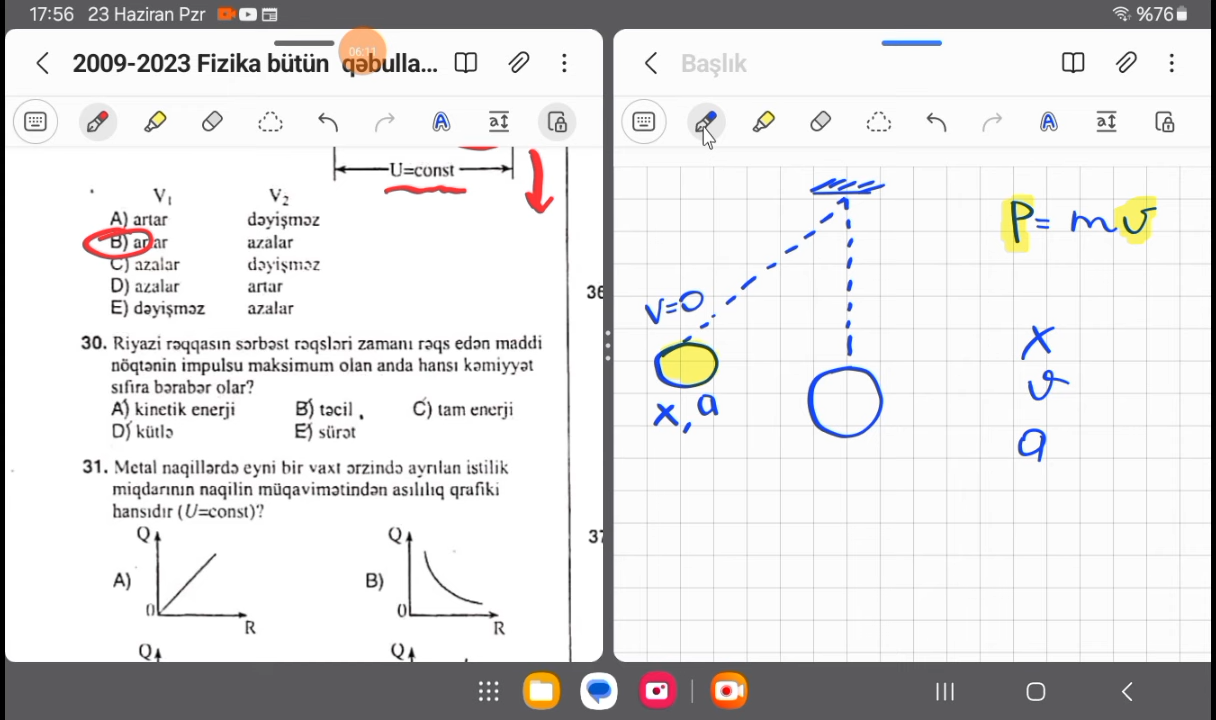 17:56 23 Haziran Pzr
%76
06:11
2009-2023 Fizika bütün qəbulla...
Başlık
U=const
V₁ V₂
A) artar dəyişməz
B) artar azalar
C) azalar dəyişməz
D) azalar artar
E) dəyişməz azalar
30. Riyazi rəqqasın sərbəst rəqsləri zamanı rəqs edən maddi
nöqtənin impulsu maksimum olan anda hansı kəmiyyət
sıfıra bərabər olar?
A) kinetik enerji B) təcil C) tam enerji
D) kütlə E) sürət
31. Metal naqillərdə eyni bir vaxt ərzində ayrılan istilik
miqdarının naqilin müqavimətindən asılılıq qrafiki
hansıdır (U=const)?
A) Q 0 R
B) Q 0 R
Q Q
36
37
P = mv
v=0
x, a
x
v
a